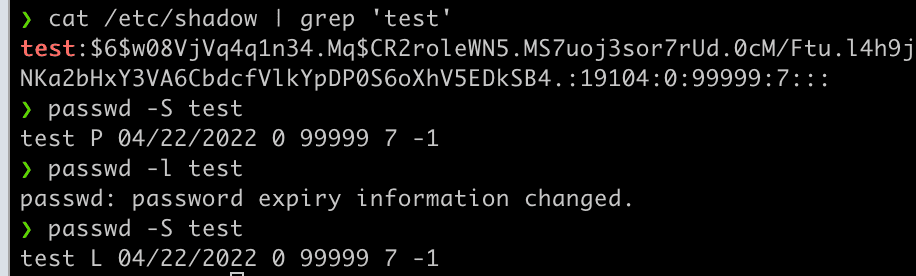 ❯ cat /etc/shadow | grep 'test'
test:$6$w08VjVq4q1n34.Mq$CR2roleWN5.MS7uoj3sor7rUd.0cM/Ftu.l4h9j
NKa2bHxY3VA6CbdcfVlkYpDP0S6oXhV5EDkSB4.:19104:0:99999:7:::
❯ passwd -S test
test P 04/22/2022 0 99999 7 -1
❯ passwd -l test
passwd: password expiry information changed.
❯ passwd -S test
test L 04/22/2022 0 99999 7 -1